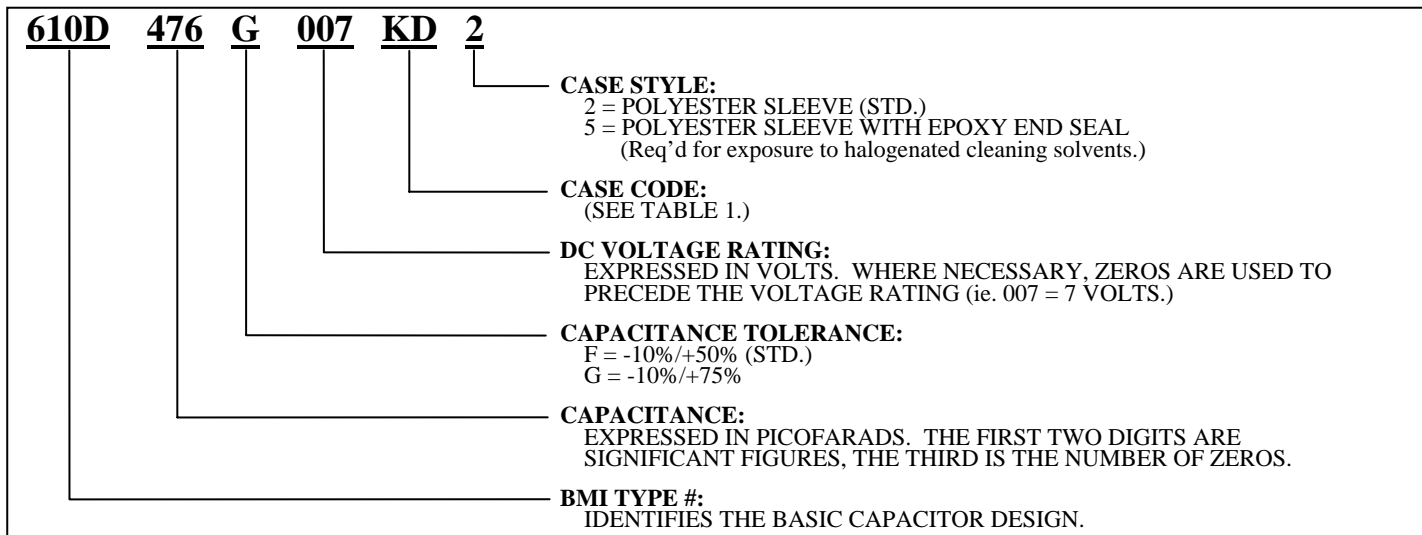 610D 476 G 007 KD 2
CASE STYLE:
2 = POLYESTER SLEEVE (STD.)
5 = POLYESTER SLEEVE WITH EPOXY END SEAL
(Req’d for exposure to halogenated cleaning solvents.)
CASE CODE:
(SEE TABLE 1.)
DC VOLTAGE RATING:
EXPRESSED IN VOLTS. WHERE NECESSARY, ZEROS ARE USED TO
PRECEDE THE VOLTAGE RATING (ie. 007 = 7 VOLTS.)
CAPACITANCE TOLERANCE:
F = -10%/+50% (STD.)
G = -10%/+75%
CAPACITANCE:
EXPRESSED IN PICOFARADS. THE FIRST TWO DIGITS ARE
SIGNIFICANT FIGURES, THE THIRD IS THE NUMBER OF ZEROS.
BMI TYPE #:
IDENTIFIES THE BASIC CAPACITOR DESIGN.